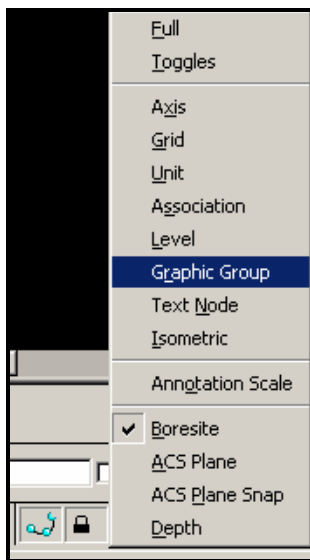 Full
Toggles
Axis
Grid
Unit
Association
Level
Graphic Group
Text Node
Isometric
Annotation Scale
Boresite
ACS Plane
ACS Plane Snap
Depth